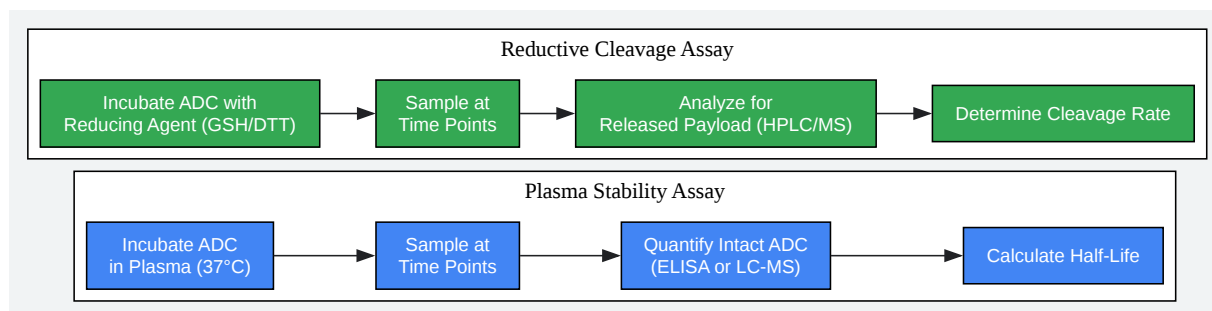 Reductive Cleavage Assay
Incubate ADC with
Reducing Agent (GSH/DTT)
Sample at
Time Points
Analyze for
Released Payload (HPLC/MS)
Determine Cleavage Rate
Plasma Stability Assay
Incubate ADC
in Plasma (37°C)
Sample at
Time Points
Quantify Intact ADC
(ELISA or LC-MS)
Calculate Half-Life